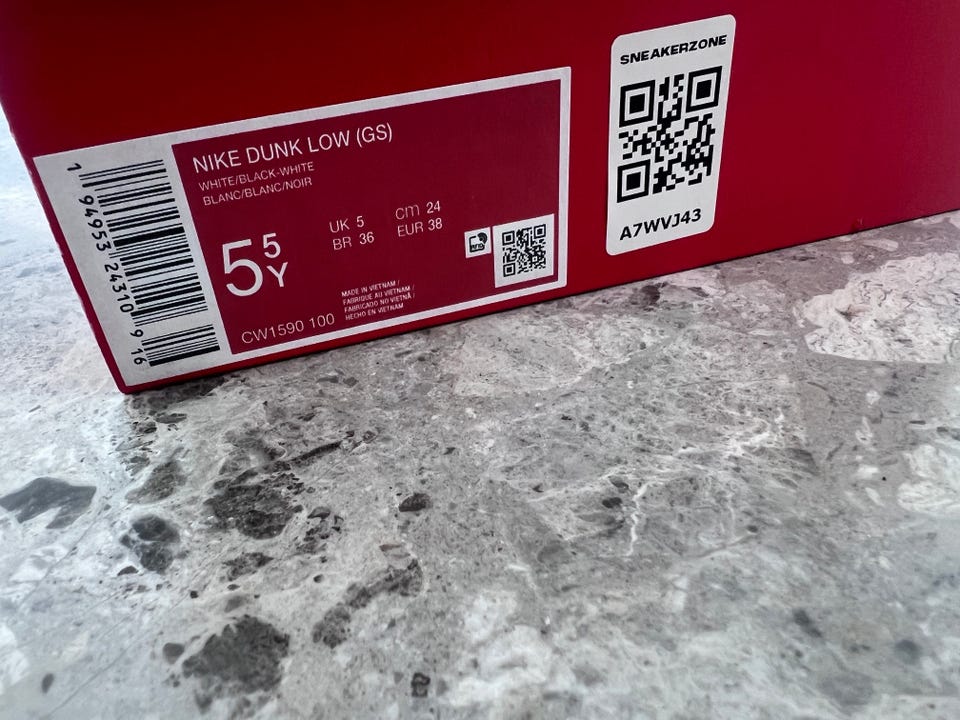 NIKE DUNK LOW (GS)
WHITE/BLACK-WHITE
BLANC/BLANC/NOIR
5 5Y
UK 5
BR 36
cm 24
EUR 38
MADE IN VIETNAM /
FABRIQUE AU VIETNAM /
FABRICADO NO VIETNÃ /
HECHO EN VIETNAM
CW1590 100
1 94953 24310 9 16
SNEAKERZONE
A7WVJ43